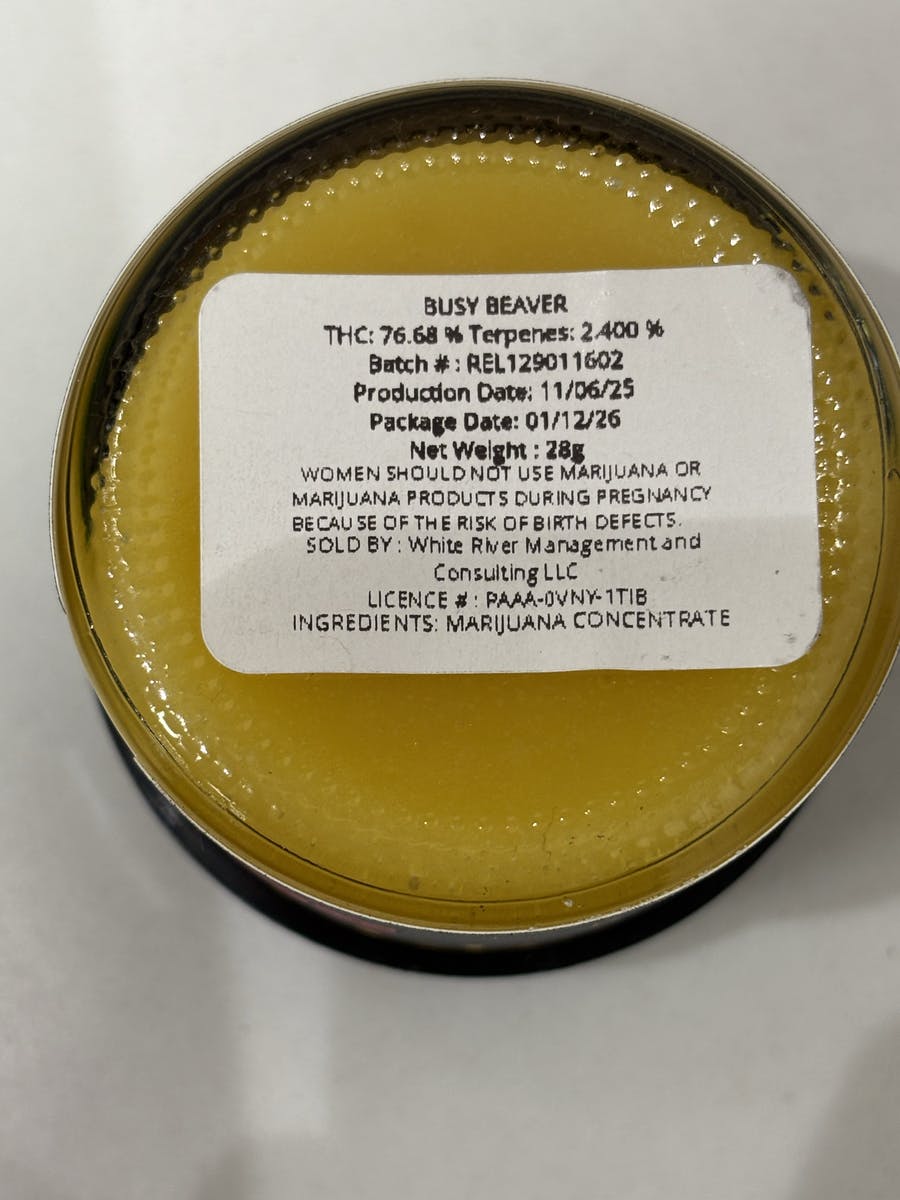 BUSY BEAVER
THC: 76.68 % Terpenes: 2.400 %
Batch # : REL129011602
Production Date: 11/06/25
Package Date: 01/12/26
Net Weight : 28g
WOMEN SHOULD NOT USE MARIJUANA OR
MARIJUANA PRODUCTS DURING PREGNANCY
BECAUSE OF THE RISK OF BIRTH DEFECTS.
SOLD BY : White River Management and
Consulting LLC
LICENCE # : PAAA-0VNY-1TIB
INGREDIENTS: MARIJUANA CONCENTRATE